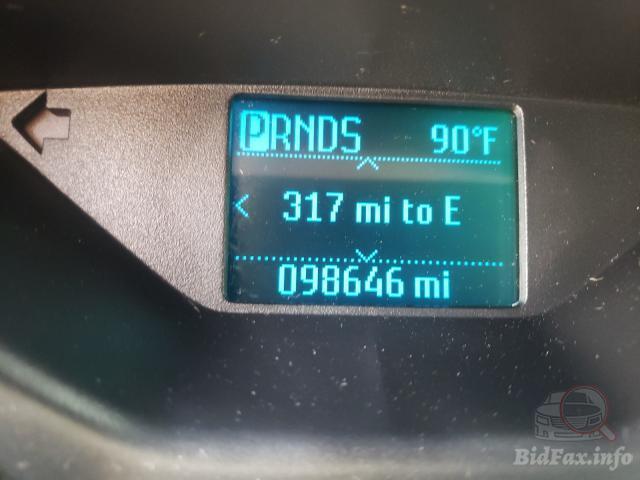 PRNDS 90°F
< 317 mi to E
098646 mi
BidFax.info